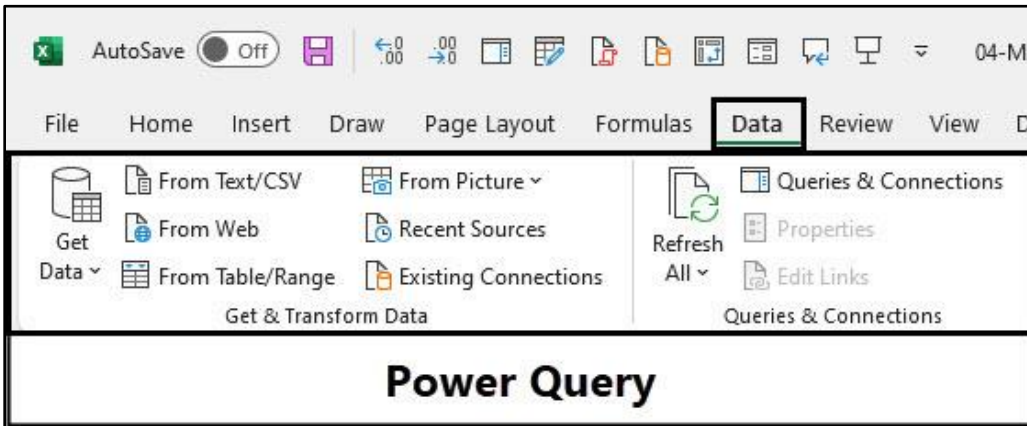 AutoSave Off 04-M
File Home Insert Draw Page Layout Formulas Data Review View D
From Text/CSV From Picture Queries & Connections
From Web Recent Sources Properties
Get Data From Table/Range Existing Connections Refresh All Edit Links
Get & Transform Data Queries & Connections
Power Query